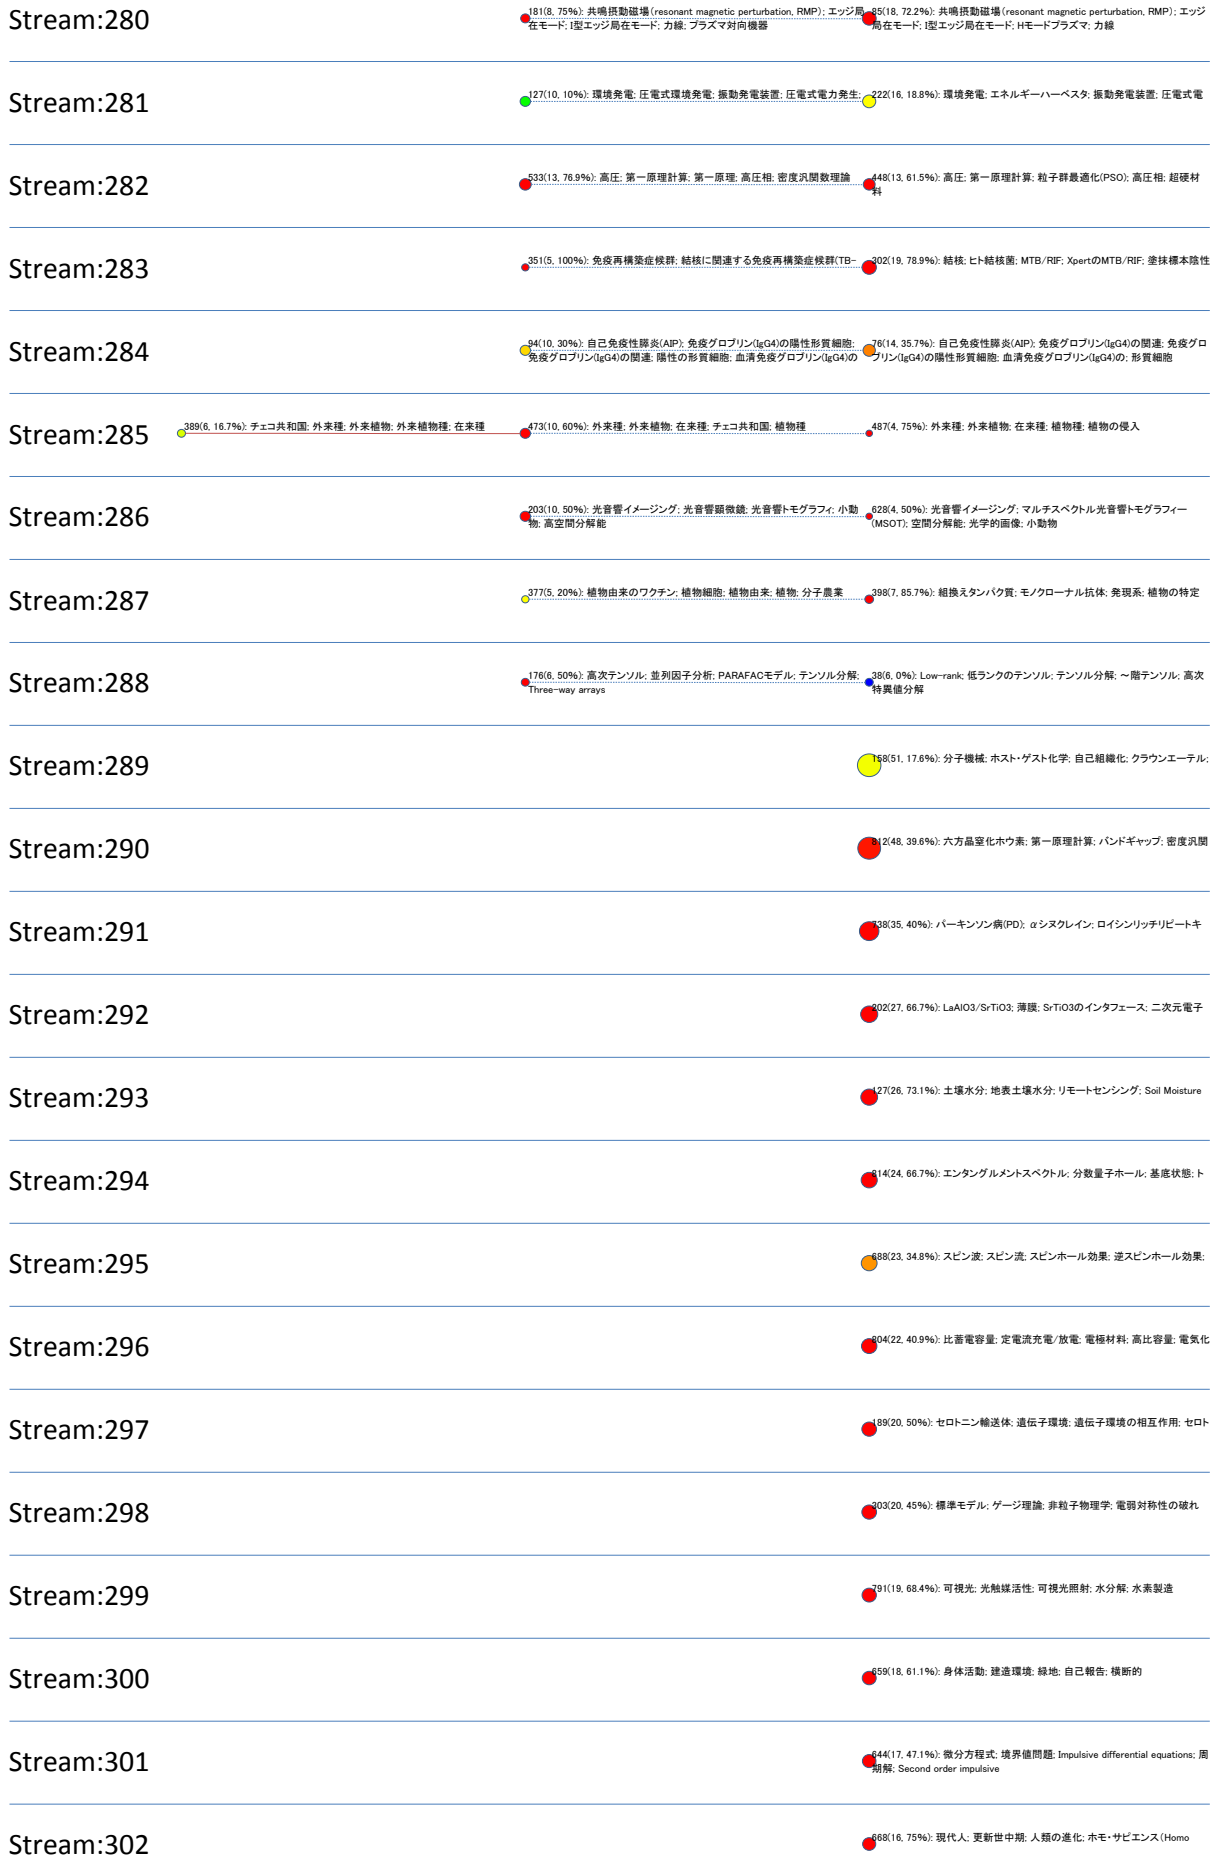 Stream:280
181(8, 75%): 共鳴摂動磁場（resonant magnetic perturbation, RMP）; エッジ局
在モード; I型エッジ局在モード; 力線; プラズマ対向機器
85(18, 72.2%): 共鳴摂動磁場（resonant magnetic perturbation, RMP）; エッジ
局在モード; I型エッジ局在モード; Hモードプラズマ; 力線
Stream:281
127(10, 10%): 環境発電; 圧電式環境発電; 振動発電装置; 圧電式電力発生;
222(16, 18.8%): 環境発電; エネルギーハーベスタ; 振動発電装置; 圧電式電
Stream:282
533(13, 76.9%): 高圧; 第一原理計算; 第一原理; 高圧相; 密度汎関数理論
448(13, 61.5%): 高圧; 第一原理計算; 粒子群最適化(PSO); 高圧相; 超硬材
料
Stream:283
351(5, 100%): 免疫再構築症候群; 結核に関連する免疫再構築症候群(TB-
302(19, 78.9%): 結核; ヒト結核菌; MTB/RIF; XpertのMTB/RIF; 塗抹標本陰性
Stream:284
94(10, 30%): 自己免疫性膵炎(AIP); 免疫グロブリン(IgG4)の陽性形質細胞;
免疫グロブリン(IgG4)の関連; 陽性の形質細胞; 血清免疫グロブリン(IgG4)の
76(14, 35.7%): 自己免疫性膵炎(AIP); 免疫グロブリン(IgG4)の関連; 免疫グロ
ブリン(IgG4)の陽性形質細胞; 血清免疫グロブリン(IgG4)の; 形質細胞
Stream:285
389(6, 16.7%): チェコ共和国; 外来種; 外来植物; 外来植物種; 在来種
473(10, 60%): 外来種; 外来植物; 在来種; チェコ共和国; 植物種
487(4, 75%): 外来種; 外来植物; 在来種; 植物種; 植物の侵入
Stream:286
203(10, 50%): 光音響イメージング; 光音響顕微鏡; 光音響トモグラフィ; 小動
物; 高空間分解能
628(4, 50%): 光音響イメージング; マルチスペクトル光音響トモグラフィー
(MSOT); 空間分解能; 光学的画像; 小動物
Stream:287
377(5, 20%): 植物由来のワクチン; 植物細胞; 植物由来; 植物; 分子農業
398(7, 85.7%): 組換えタンパク質; モノクローナル抗体; 発現系; 植物の特定
Stream:288
176(6, 50%): 高次テンソル; 並列因子分析; PARAFACモデル; テンソル分解;
Three-way arrays
38(6, 0%): Low-rank; 低ランクのテンソル; テンソル分解; ～階テンソル; 高次
特異値分解
Stream:289
158(51, 17.6%): 分子機械; ホスト・ゲスト化学; 自己組織化; クラウンエーテル;
Stream:290
812(48, 39.6%): 六方晶窒化ホウ素; 第一原理計算; バンドギャップ; 密度汎関
Stream:291
738(35, 40%): パーキンソン病(PD); αシヌクレイン; ロイシンリッチリピートキ
Stream:292
202(27, 66.7%): LaAlO3/SrTiO3; 薄膜; SrTiO3のインタフェース; 二次元電子
Stream:293
127(26, 73.1%): 土壌水分; 地表土壌水分; リモートセンシング; Soil Moisture
Stream:294
814(24, 66.7%): エンタングルメントスペクトル; 分数量子ホール; 基底状態; ト
Stream:295
688(23, 34.8%): スピン波; スピン流; スピンホール効果; 逆スピンホール効果;
Stream:296
804(22, 40.9%): 比蓄電容量; 定電流充電/放電; 電極材料; 高比容量; 電気化
Stream:297
189(20, 50%): セロトニン輸送体; 遺伝子環境; 遺伝子環境の相互作用; セロト
Stream:298
303(20, 45%): 標準モデル; ゲージ理論; 非粒子物理学; 電弱対称性の破れ
Stream:299
791(19, 68.4%): 可視光; 光触媒活性; 可視光照射; 水分解; 水素製造
Stream:300
659(18, 61.1%): 身体活動; 建造環境; 緑地; 自己報告; 横断的
Stream:301
644(17, 47.1%): 微分方程式; 境界値問題; Impulsive differential equations; 周
期解; Second order impulsive
Stream:302
668(16, 75%): 現代人; 更新世中期; 人類の進化; ホモ・サピエンス（Homo